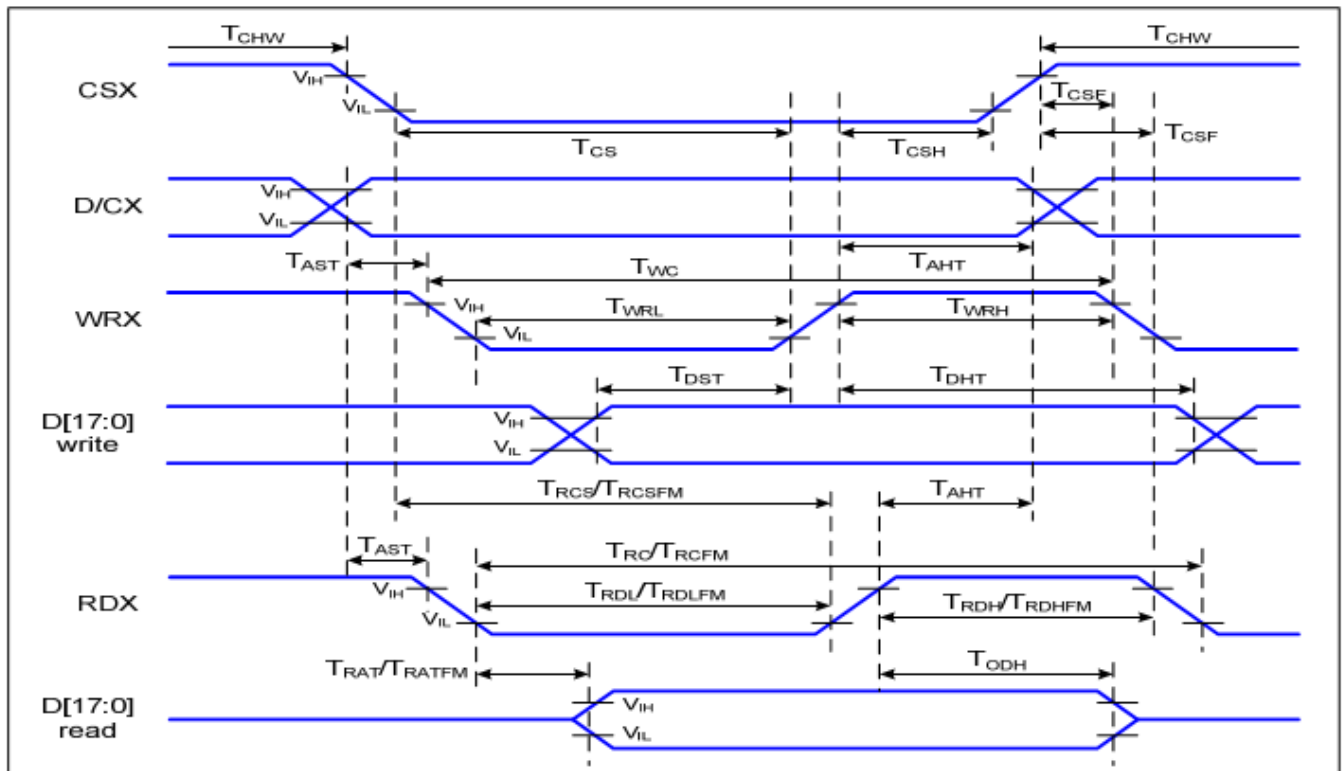 TCHW TCHW
VIH
CSX TCSF
VIL TCSF
TCS TCSH
VIH
D/CX
VIL
TAST TWC TAHT
VIH
WRX TWRL TWRH
VIL
TDST TDHT
D[17:0] VIH
write VIL
TRCS/TRCSFM TAHT
TAST TRC/TRCFM
VIH
RDX TRDL/TRDLFM TRDH/TRDHFM
VIL
TRAT/TRATFM TODH
D[17:0] VIH
read VIL